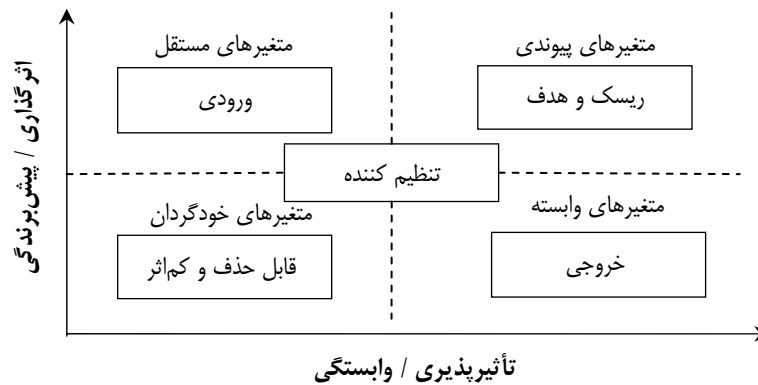 متغیرهای پیوندی
متغیرهای مستقل
ریسک و هدف
ورودی
تنظیم کننده
متغیرهای وابسته
متغیرهای خودگردان
خروجی
قابل حذف و کم‌اثر
اثرگذاری / پیش‌برندگی
تأثیرپذیری / وابستگی